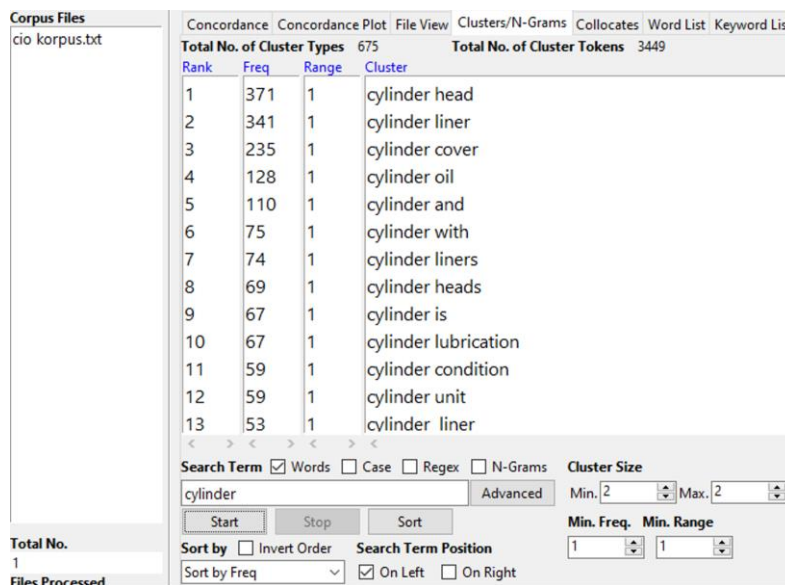 Corpus Files
cio korpus.txt
Total No.
1
Files Processed
Concordance Concordance Plot File View Clusters/N-Grams Collocates Word List Keyword Lis
Total No. of Cluster Types 675 Total No. of Cluster Tokens 3449
Rank Freq Range Cluster
1 371 1 cylinder head
2 341 1 cylinder liner
3 235 1 cylinder cover
4 128 1 cylinder oil
5 110 1 cylinder and
6 75 1 cylinder with
7 74 1 cylinder liners
8 69 1 cylinder heads
9 67 1 cylinder is
10 67 1 cylinder lubrication
11 59 1 cylinder condition
12 59 1 cylinder unit
13 53 1 cylinder liner
Search Term Words Case Regex N-Grams Cluster Size
cylinder Advanced Min. 2 Max. 2
Start Stop Sort Min. Freq. Min. Range
Sort by Invert Order Search Term Position 1 1
Sort by Freq On Left On Right